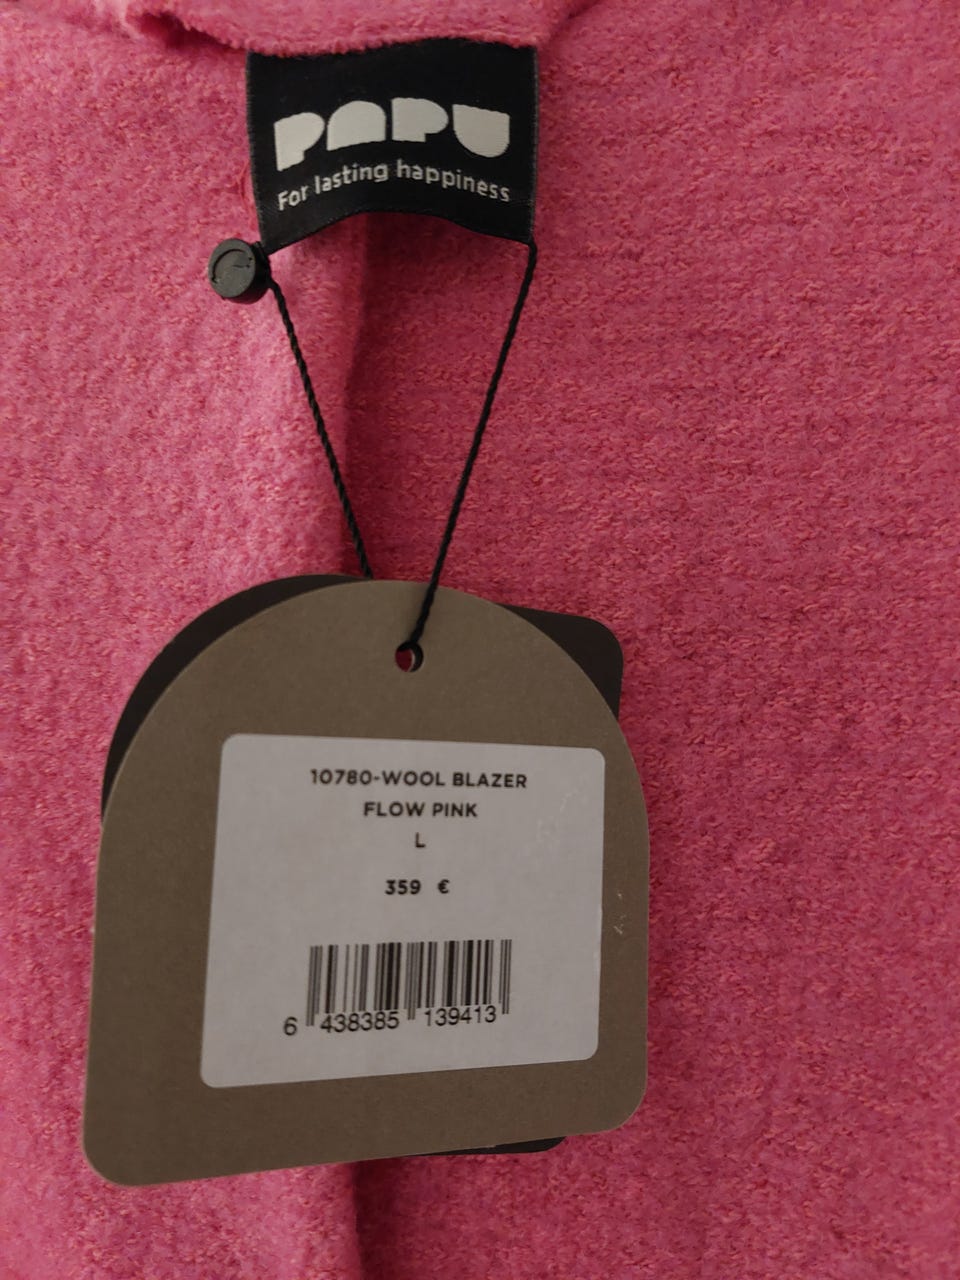 PAPU
For lasting happiness
10780-WOOL BLAZER
FLOW PINK
L
359 €
6 438385 139413